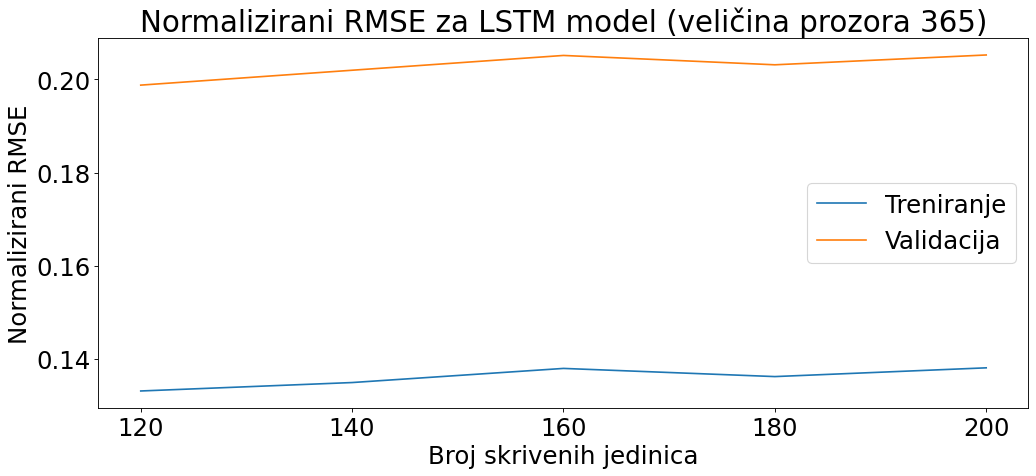 Normalizirani RMSE za LSTM model (veličina prozora 365)
Normalizirani RMSE
0.20
0.18
0.16
0.14
Treniranje
Validacija
120 140 160 180 200
Broj skrivenih jedinica